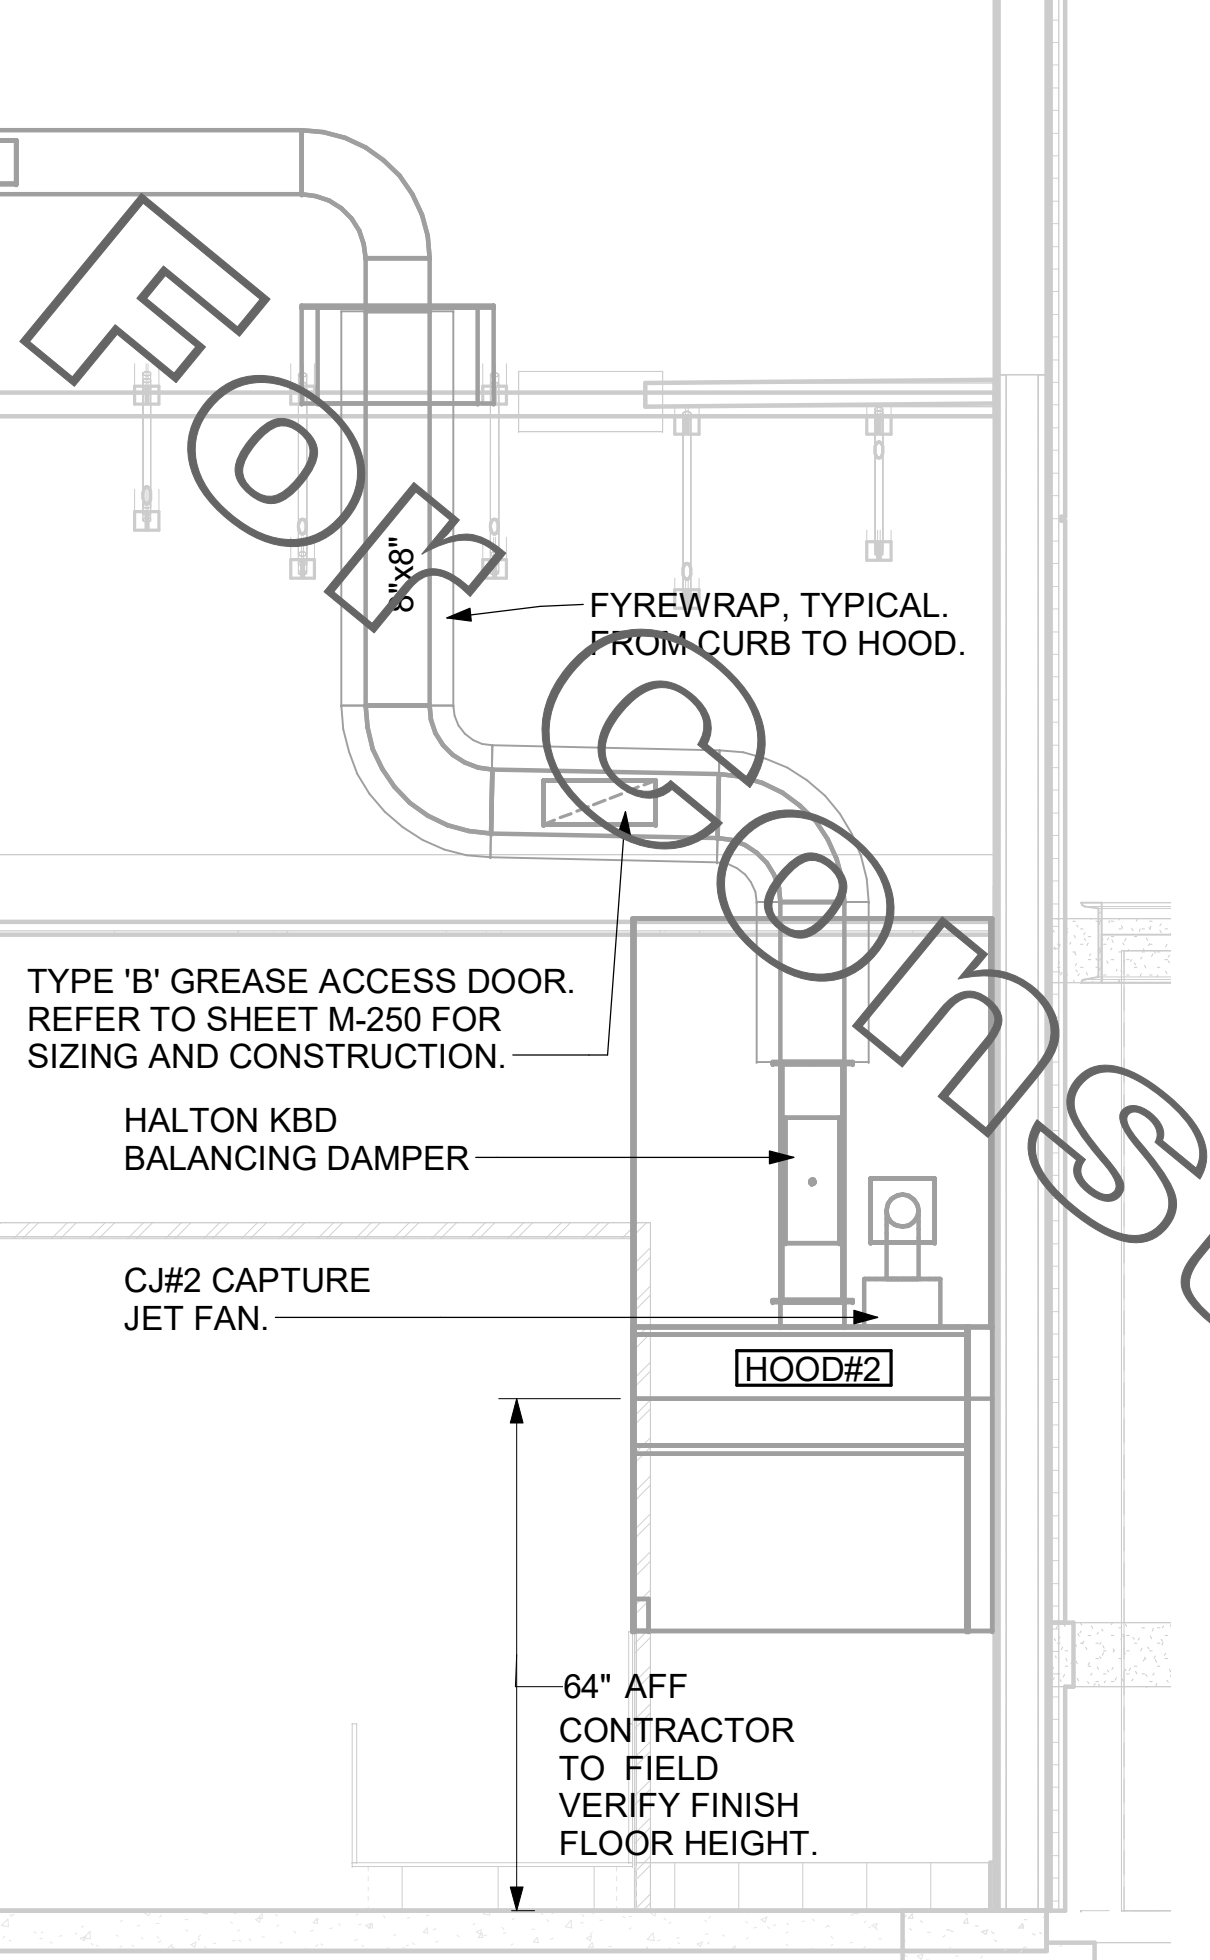 8"x8"
FYREWRAP, TYPICAL.
FROM CURB TO HOOD.
TYPE 'B' GREASE ACCESS DOOR.
REFER TO SHEET M-250 FOR
SIZING AND CONSTRUCTION.
HALTON KBD
BALANCING DAMPER
CJ#2 CAPTURE
JET FAN.
HOOD#2
64" AFF
CONTRACTOR
TO FIELD
VERIFY FINISH
FLOOR HEIGHT.
For Cons